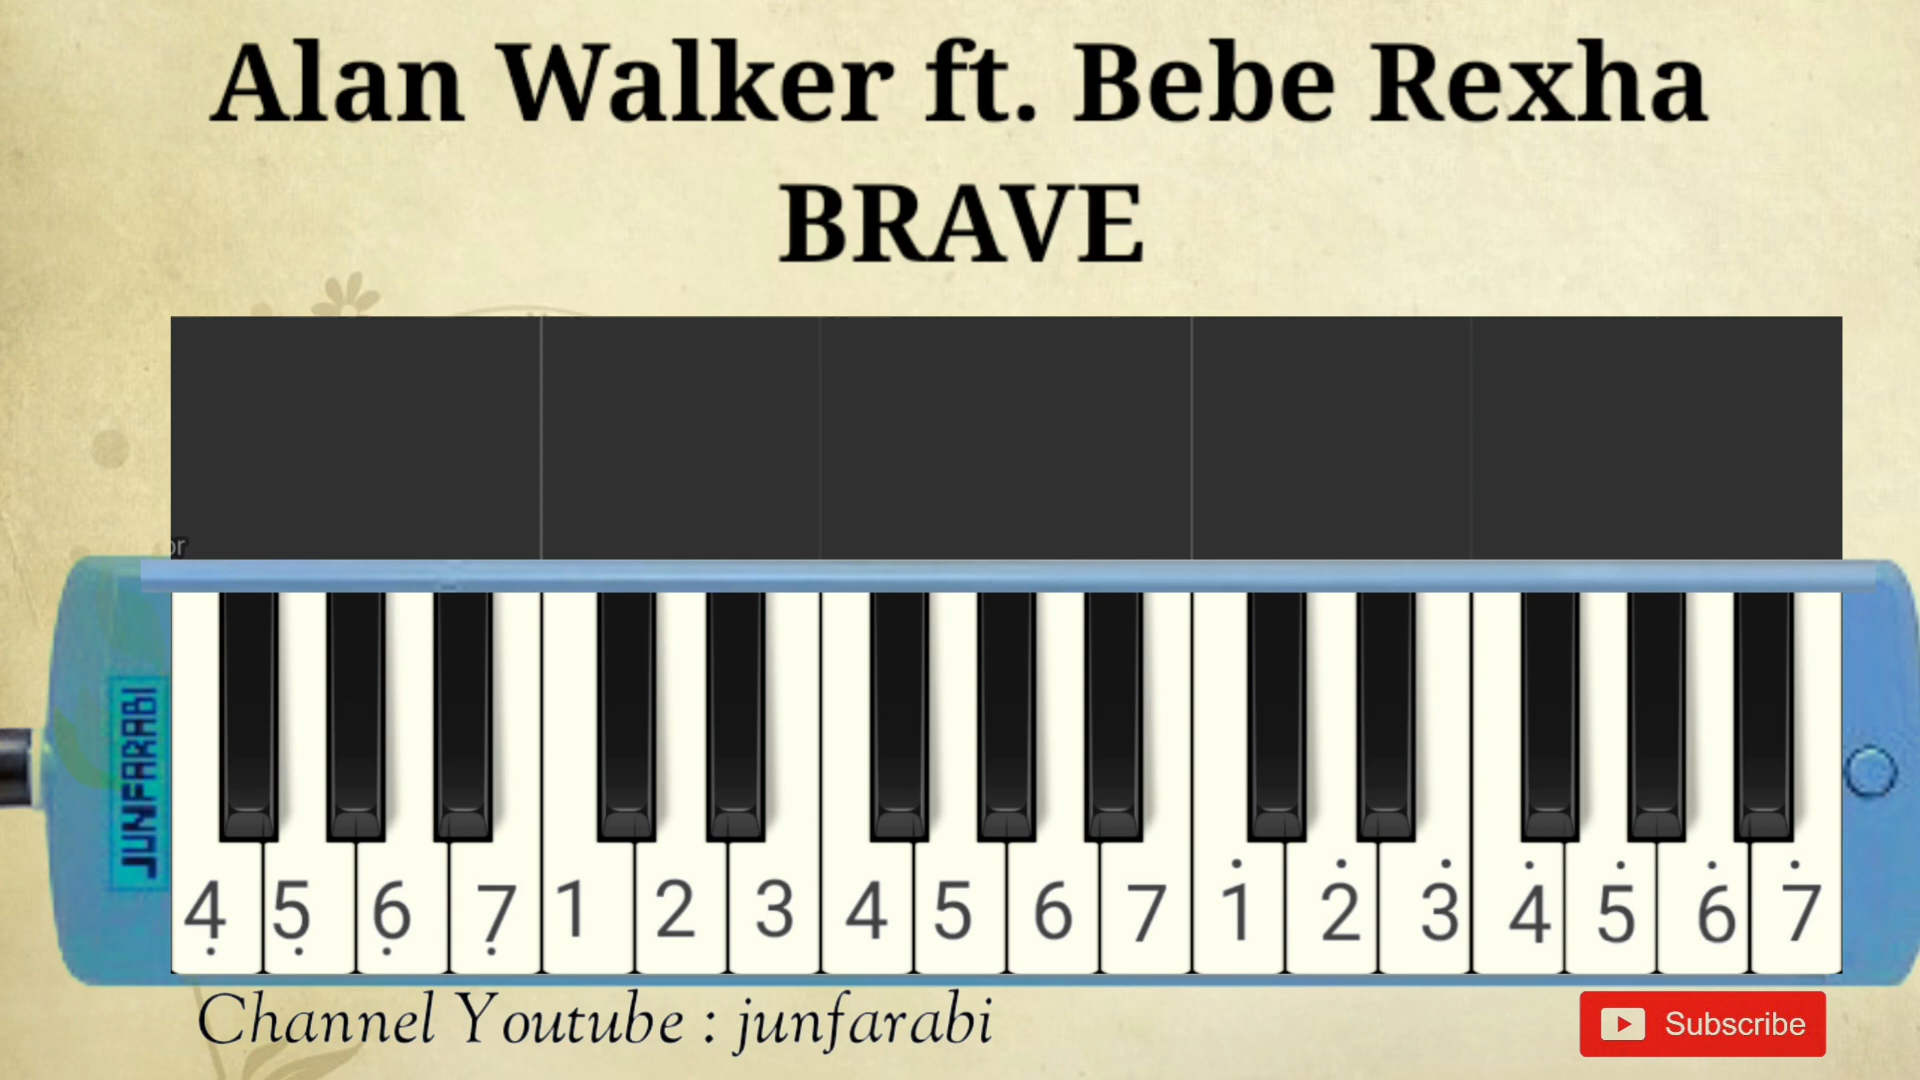 Alan Walker ft. Bebe Rexha
BRAVE
or
JUNFARABI
4̣ 5̣ 6̣ 7̣ 1 2 3 4 5 6 7 1̇ 2̇ 3̇ 4̇ 5̇ 6̇ 7̇
Channel Youtube : junfarabi
Subscribe